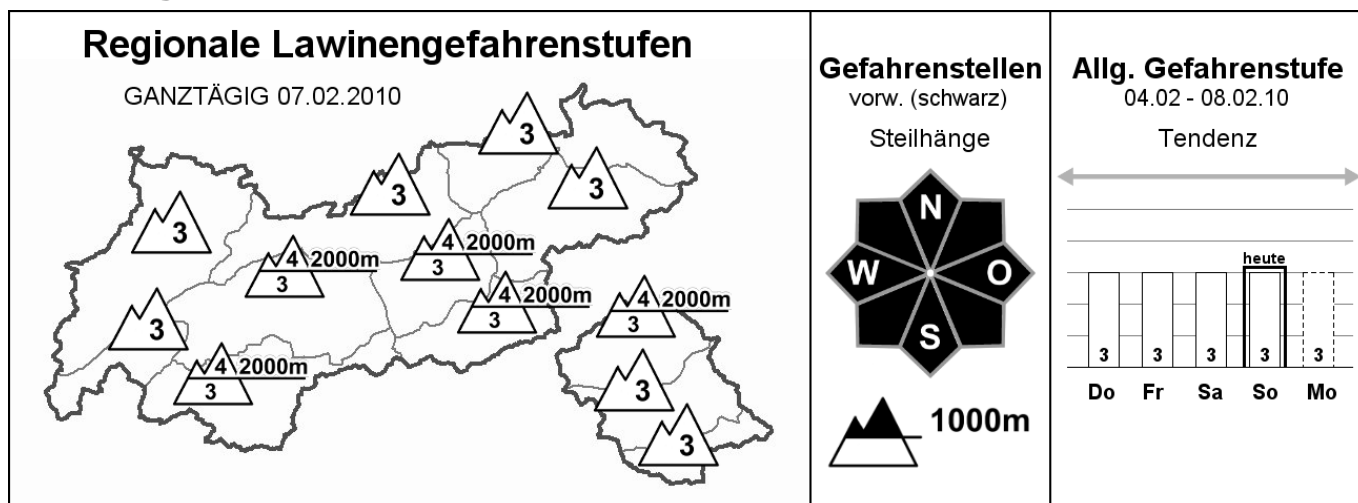 Regionale Lawinengefahrenstufen
GANZTÄGIG 07.02.2010
3
3
3
3
4 2000m
3
3
4 2000m
3
4 2000m
3
4 2000m
3
3
4 2000m
3
3
3
Gefahrenstellen
vorw. (schwarz)
Steilhänge
N
W O
S
1000m
Allg. Gefahrenstufe
04.02 - 08.02.10
Tendenz
heute
3 3 3 3 3
Do Fr Sa So Mo